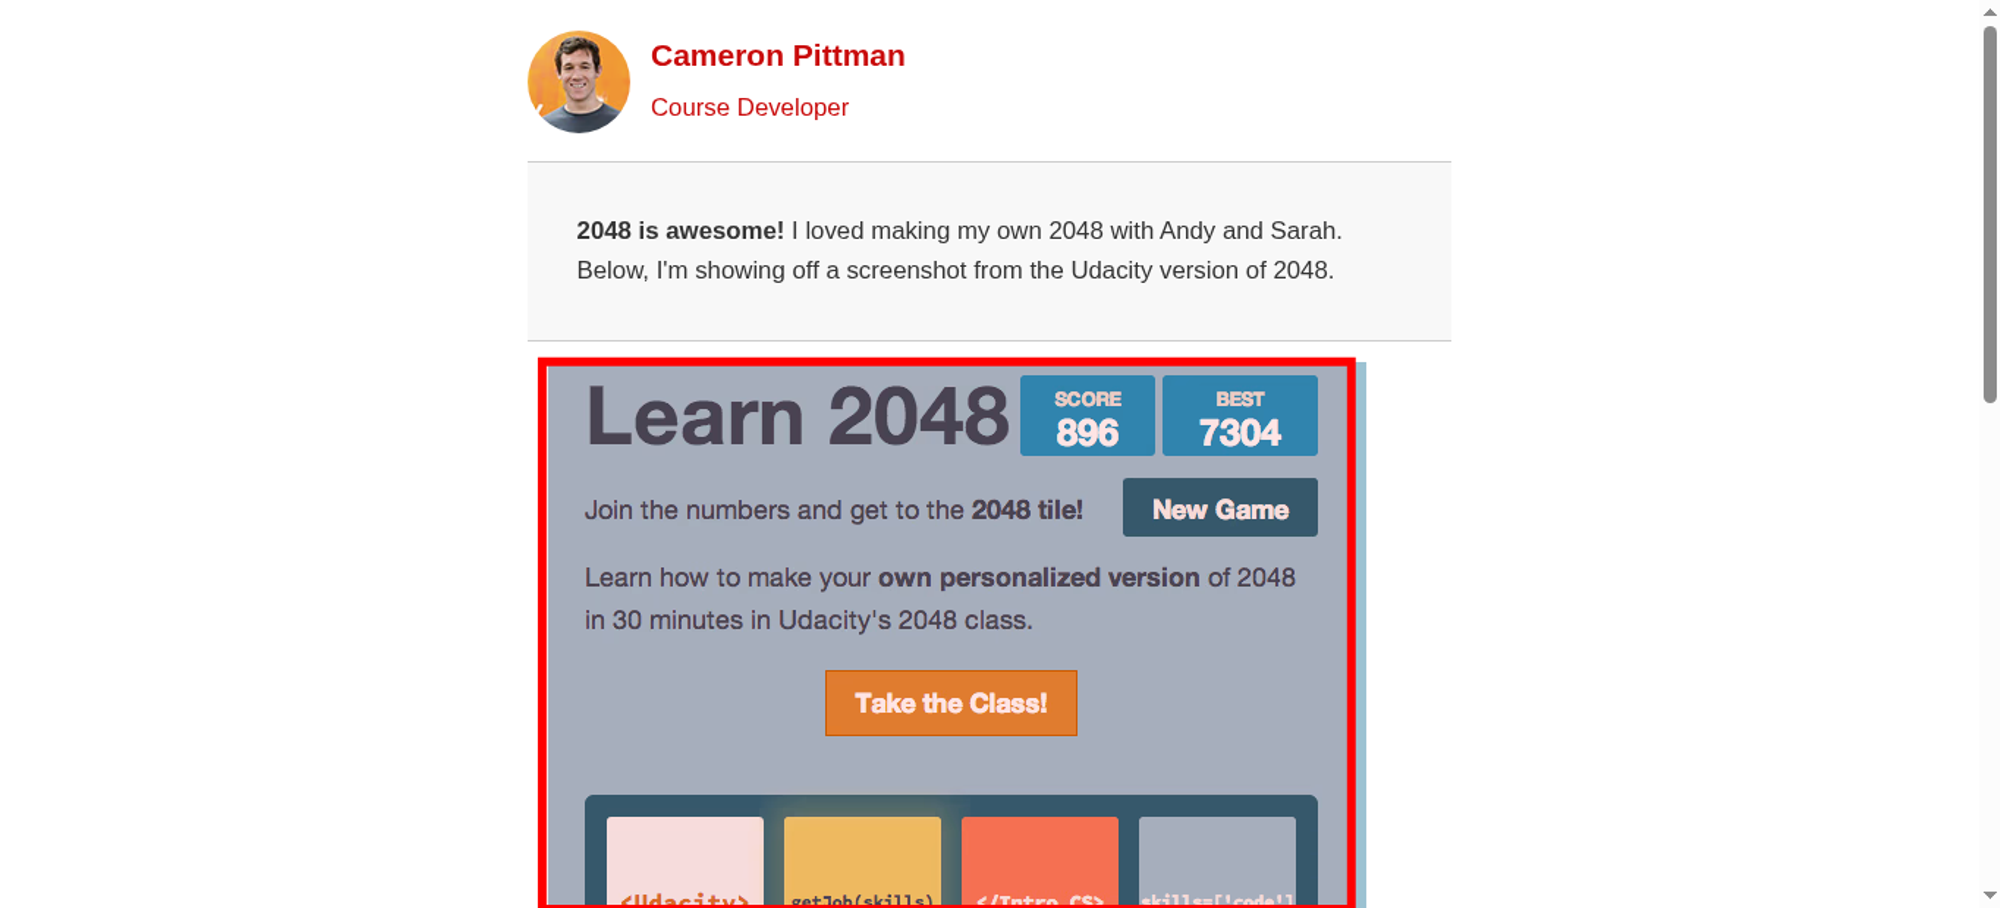 Cameron Pittman
Course Developer
2048 is awesome! I loved making my own 2048 with Andy and Sarah.
Below, I'm showing off a screenshot from the Udacity version of 2048.
Learn 2048
SCORE
896
BEST
7304
Join the numbers and get to the 2048 tile!
New Game
Learn how to make your own personalized version of 2048
in 30 minutes in Udacity's 2048 class.
Take the Class!
<Udacity>
getJob(skills)
</Intro CS>
skills=['code']